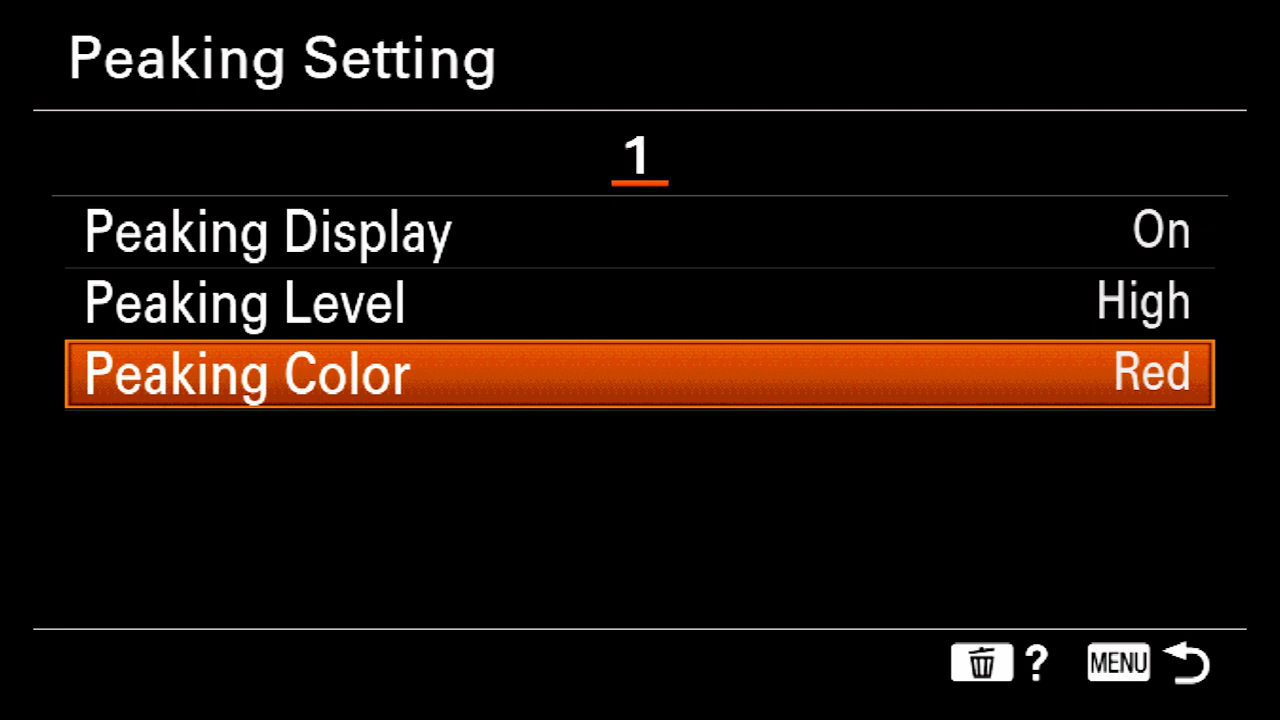 Peaking Setting
1
Peaking Display On
Peaking Level High
Peaking Color Red
? MENU